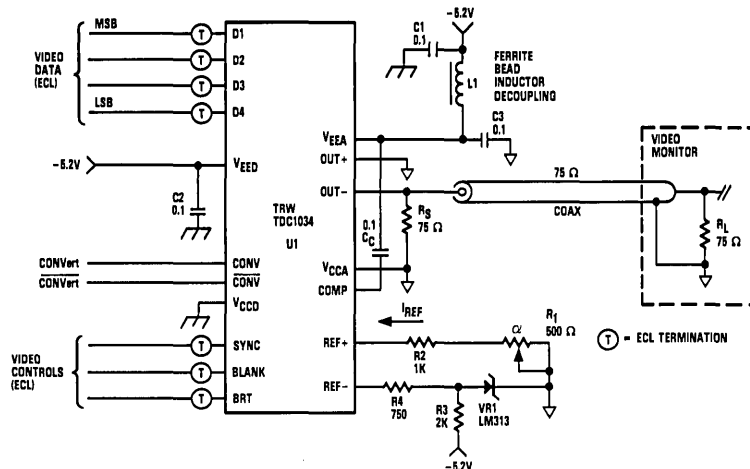 -5.2V
C1
0.1
MSB
T
D1
VIDEO
DATA
(ECL)
T
D2
T
D3
LSB
T
D4
L1
FERRITE
BEAD
INDUCTOR
DECOUPLING
VEEA
C3
0.1
OUT+
-5.2V
VEED
C2
0.1
OUT-
75 Ω
COAX
VIDEO
MONITOR
RS
75 Ω
RL
75 Ω
TRW
TDC1034
U1
0.1
CC
VCCA
COMP
CONVert
CONV
CONVert
CONV
VCCD
IREF
VIDEO
CONTROLS
(ECL)
T
SYNC
T
BLANK
T
BRT
REF+
R2
1K
α
R1
500 Ω
T = ECL TERMINATION
REF-
R4
750
R3
2K
VR1
LM313
-5.2V